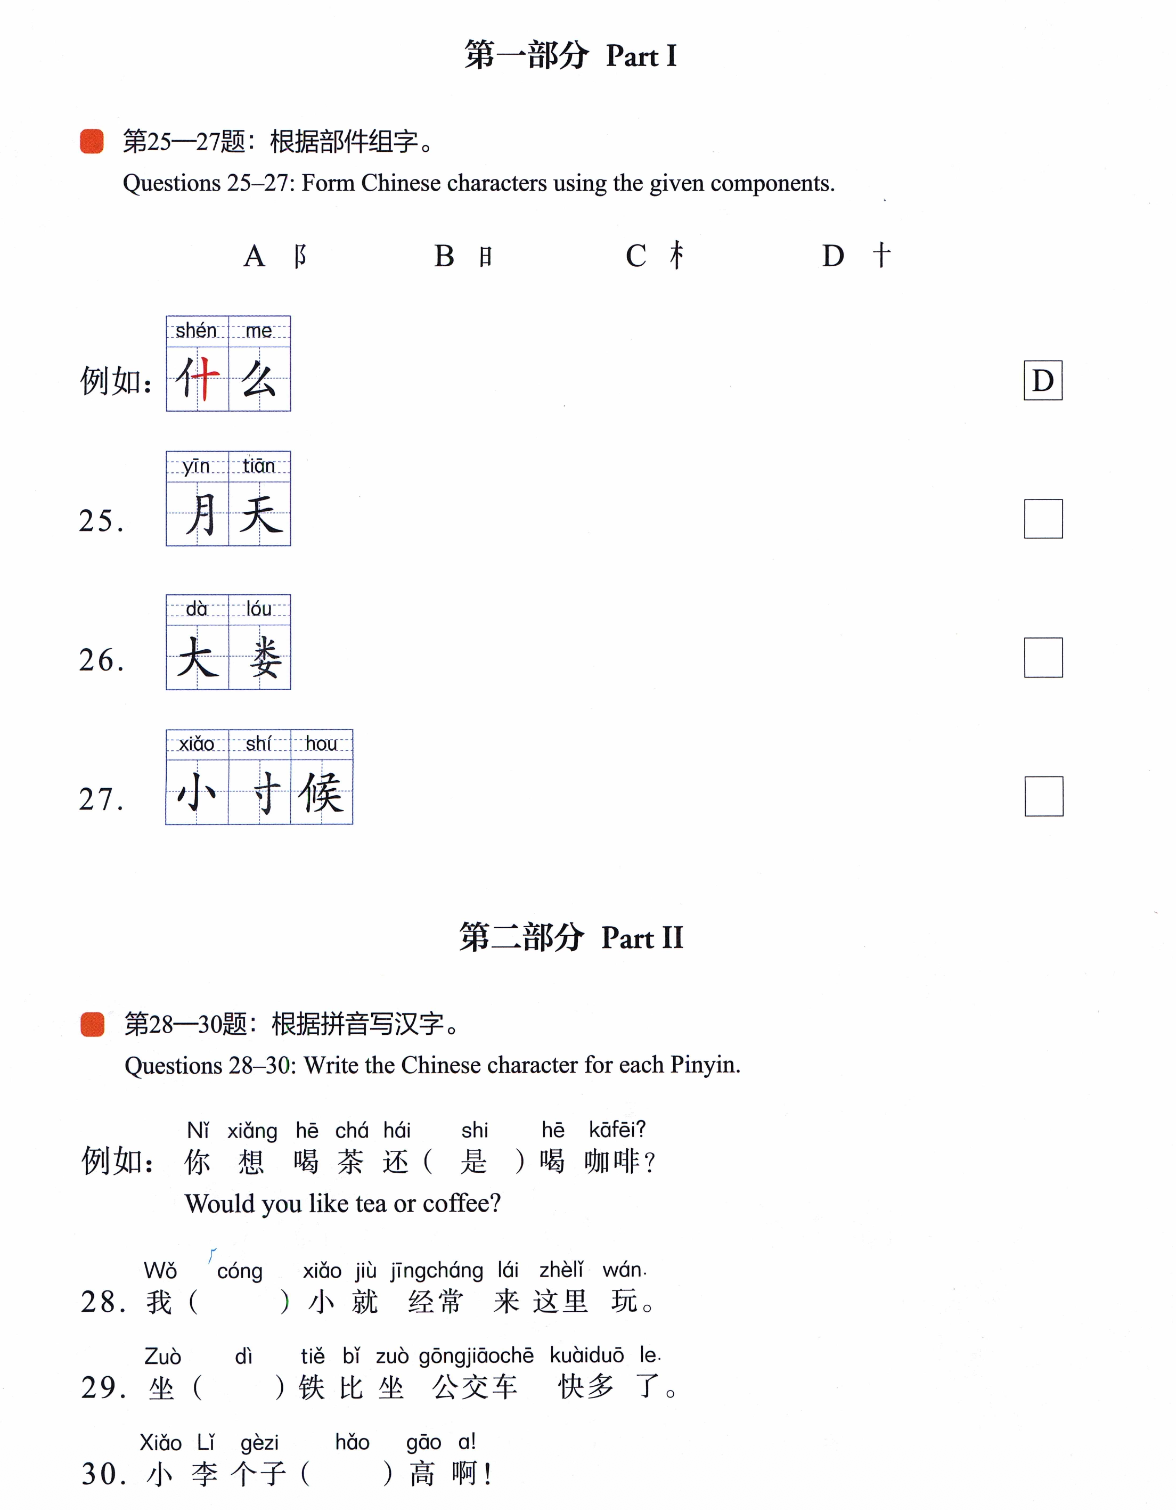 第一部分 Part I
第25—27题：根据部件组字。
Questions 25–27: Form Chinese characters using the given components.
A 阝 B 日 C 木 D 十
shén me
例如： 什么 D
yīn tiān
25. 月天
dà lóu
26. 大娄
xiǎo shí hou
27. 小寸候
第二部分 Part II
第28—30题：根据拼音写汉字。
Questions 28–30: Write the Chinese character for each Pinyin.
Nǐ xiǎng hē chá hái shi hē kāfēi?
例如： 你想喝茶还（ 是 ）喝咖啡？
Would you like tea or coffee?
Wǒ cóng xiǎo jiù jīngcháng lái zhèlǐ wán.
28. 我（ ）小就经常来这里玩。
Zuò dì tiě bǐ zuò gōngjiāochē kuàiduō le.
29. 坐（ ）铁比坐公交车快多了。
Xiǎo Lǐ gèzi hǎo gāo a!
30. 小李个子（ ）高啊！